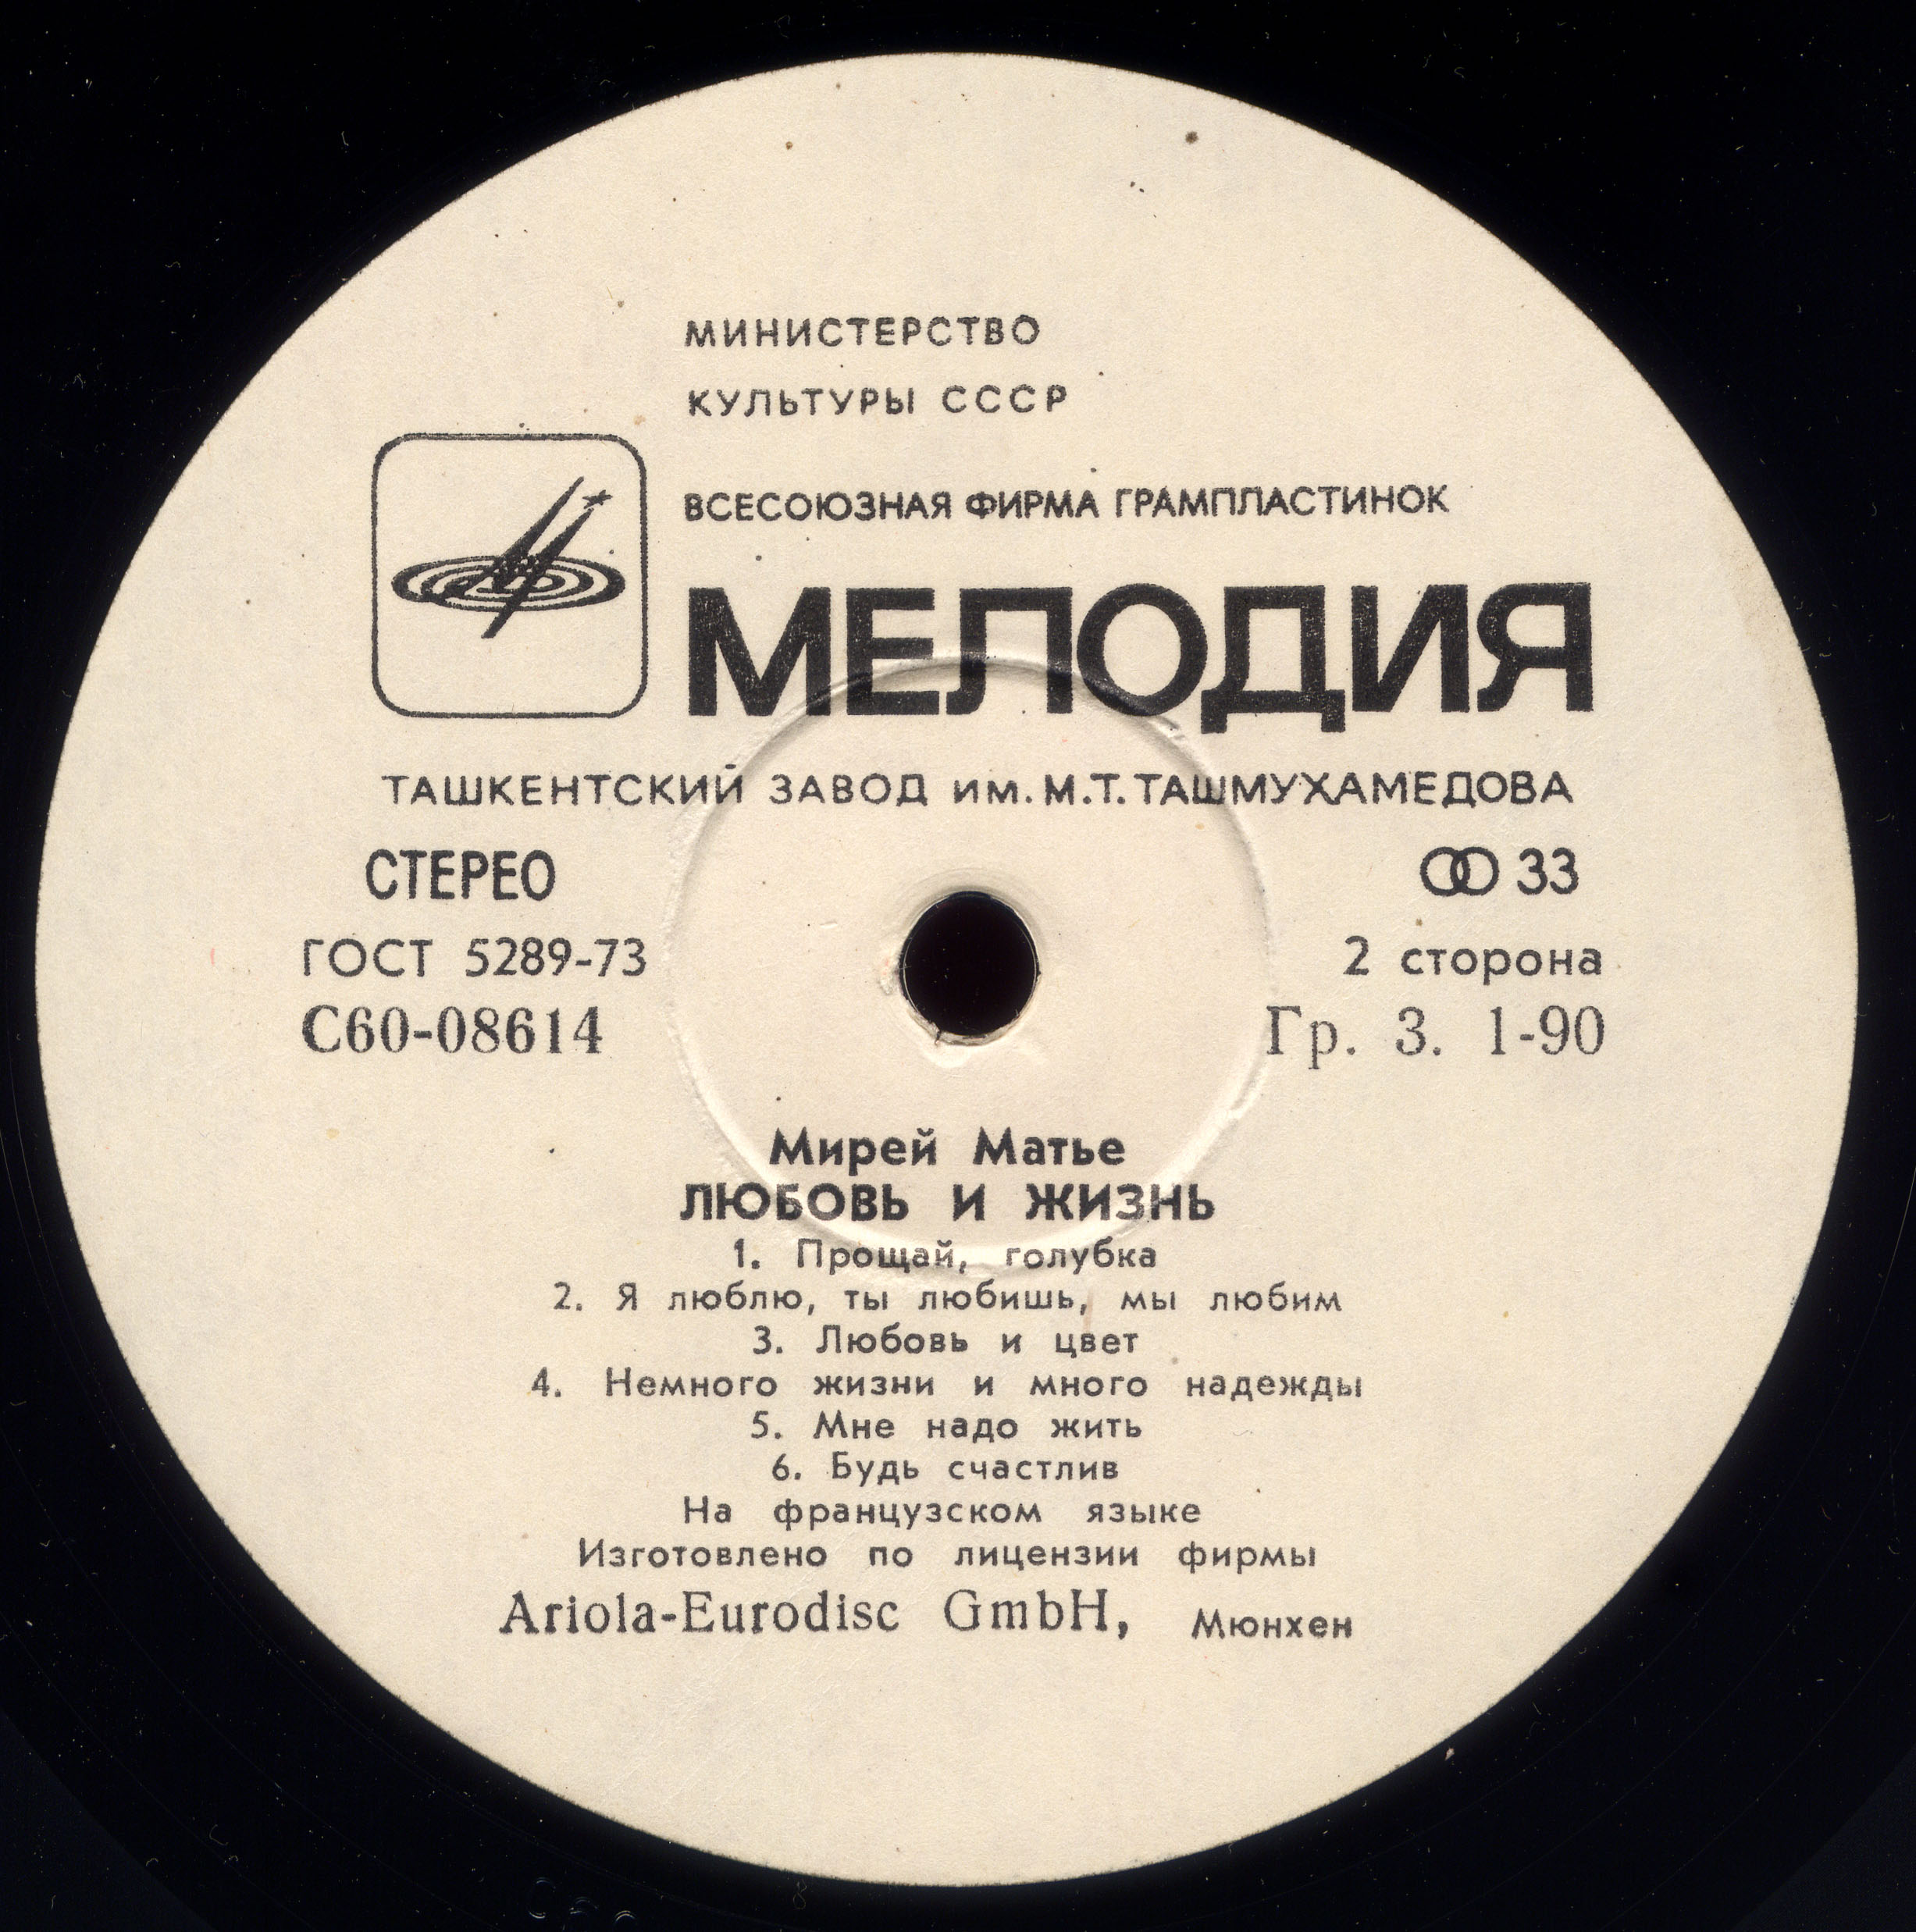 МИНИСТЕРСТВО
КУЛЬТУРЫ СССР
ВСЕСОЮЗНАЯ ФИРМА ГРАМПЛАСТИНОК
МЕЛОДИЯ
ТАШКЕНТСКИЙ ЗАВОД им. М.Т. ТАШМУХАМЕДОВА
СТЕРЕО 33
ГОСТ 5289-73 2 сторона
С60-08614 Гр. 3. 1-90
Мирей Матье
ЛЮБОВЬ И ЖИЗНЬ
1. Прощай, голубка
2. Я люблю, ты любишь, мы любим
3. Любовь и цвет
4. Немного жизни и много надежды
5. Мне надо жить
6. Будь счастлив
На французском языке
Изготовлено по лицензии фирмы
Ariola-Eurodisc GmbH, Мюнхен